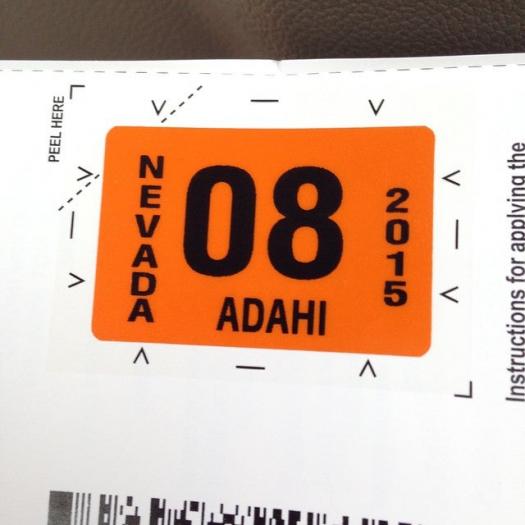 PEEL HERE
NEVADA
08
2015
ADAHI
Instructions for applying the